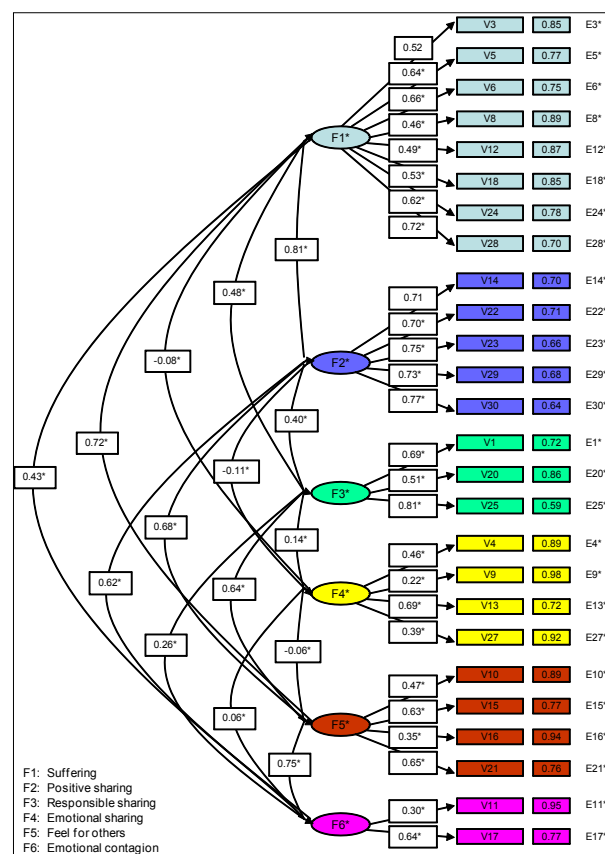 V3 0.85 E3*
0.52
V5 0.77 E5*
0.64*
V6 0.75 E6*
0.66*
V8 0.89 E8*
0.46*
F1*
V12 0.87 E12*
0.49*
V18 0.85 E18*
0.53*
V24 0.78 E24*
0.62*
V28 0.70 E28*
0.72*
0.81*
V14 0.70 E14*
0.48*
0.71
V22 0.71 E22*
0.70*
V23 0.66 E23*
0.75*
-0.08*
F2*
V29 0.68 E29*
0.73*
V30 0.64 E30*
0.77*
0.40*
0.72*
V1 0.72 E1*
0.69*
0.43*
-0.11*
V20 0.86 E20*
0.51*
F3*
V25 0.59 E25*
0.81*
0.68*
0.14*
V4 0.89 E4*
0.46*
0.62*
0.64*
V9 0.98 E9*
0.22*
F4*
V13 0.72 E13*
0.69*
0.26*
V27 0.92 E27*
0.39*
-0.06*
V10 0.89 E10*
0.47*
0.06*
V15 0.77 E15*
0.63*
F5*
V16 0.94 E16*
0.35*
0.75*
V21 0.76 E21*
0.65*
F1: Suffering
F2: Positive sharing
F3: Responsible sharing
V11 0.95 E11*
0.30*
F4: Emotional sharing
F6*
F5: Feel for others
V17 0.77 E17*
0.64*
F6: Emotional contagion